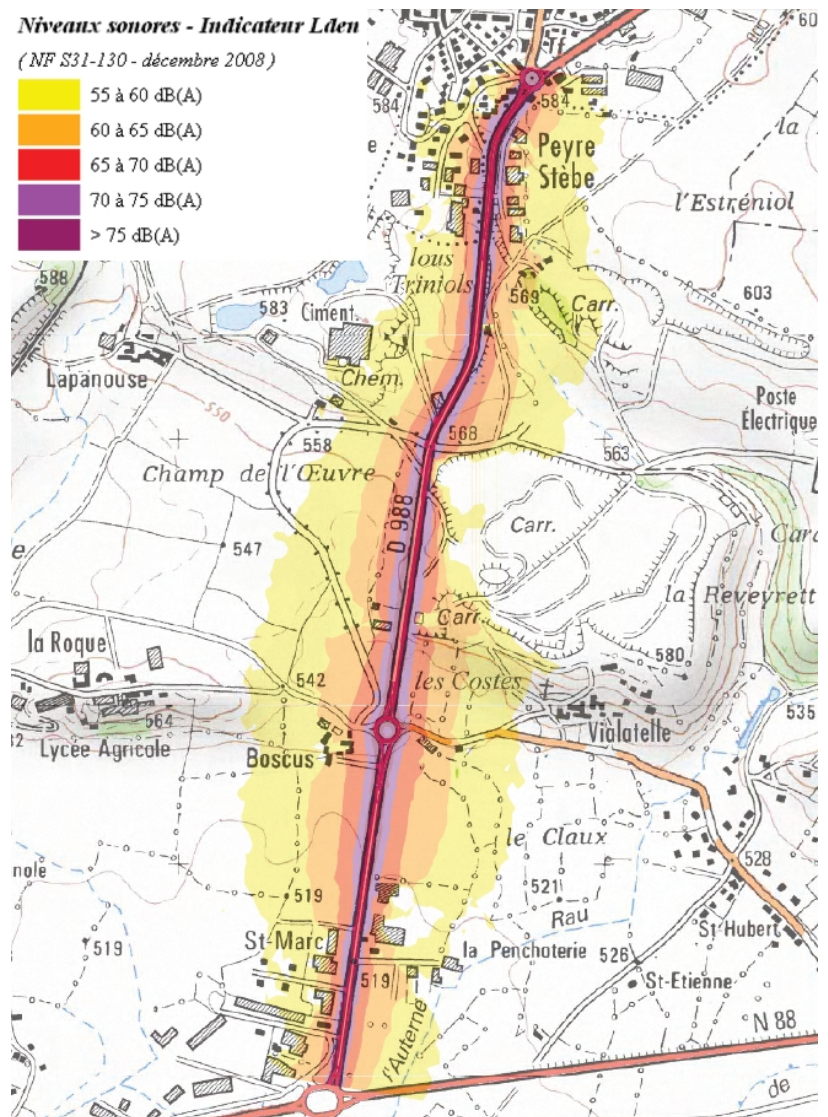 Niveaux sonores - Indicateur Lden
( NF S31-130 - décembre 2008 )
55 à 60 dB(A)
60 à 65 dB(A)
65 à 70 dB(A)
70 à 75 dB(A)
> 75 dB(A)
60
584
584
la
Peyre
Stèbe
e
l'Estréniol
lous
Triniols
588
583
Ciment.
569
Carr.
603
Lapanouse
Chem.
550
Poste
Électrique
558
568
563
Champ de l'Œuvre
D 988
547
Carr.
e
la Reveyrett
Carr.
la Roque
580
542
les Costes
564
535
Lycée Agricole
Vialatelle
Boscus
le Claux
528
nole
519
521
Rau
St-Hubert
St-Marc
519
la Penchoterie
519
526
St-Etienne
l'Auterne
N 88
de